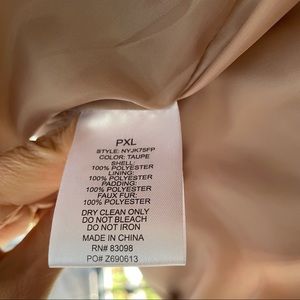 PXL
STYLE: NYJK75FP
COLOR: TAUPE
SHELL:
100% POLYESTER
LINING:
100% POLYESTER
PADDING:
100% POLYESTER
FAUX FUR:
100% POLYESTER
DRY CLEAN ONLY
DO NOT BLEACH
DO NOT IRON
MADE IN CHINA
RN# 83098
PO# Z690613